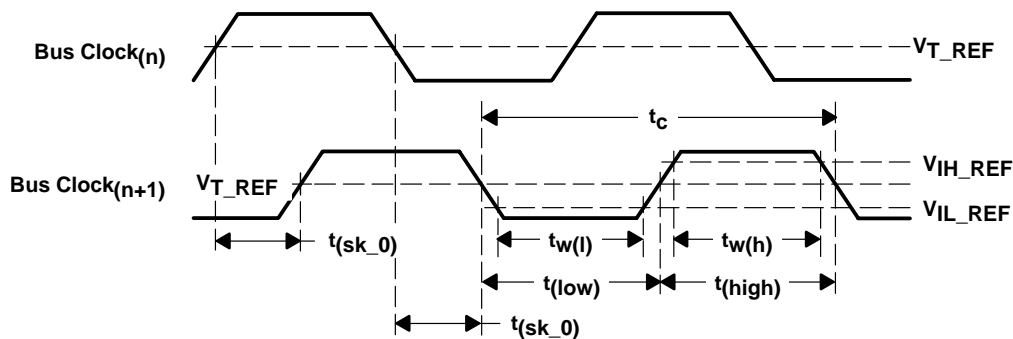 Bus Clock(n)
VT_REF
tc
Bus Clock(n+1)
VT_REF
VIH_REF
VIL_REF
t(sk_0)
tw(l)
tw(h)
t(low)
t(high)
t(sk_0)